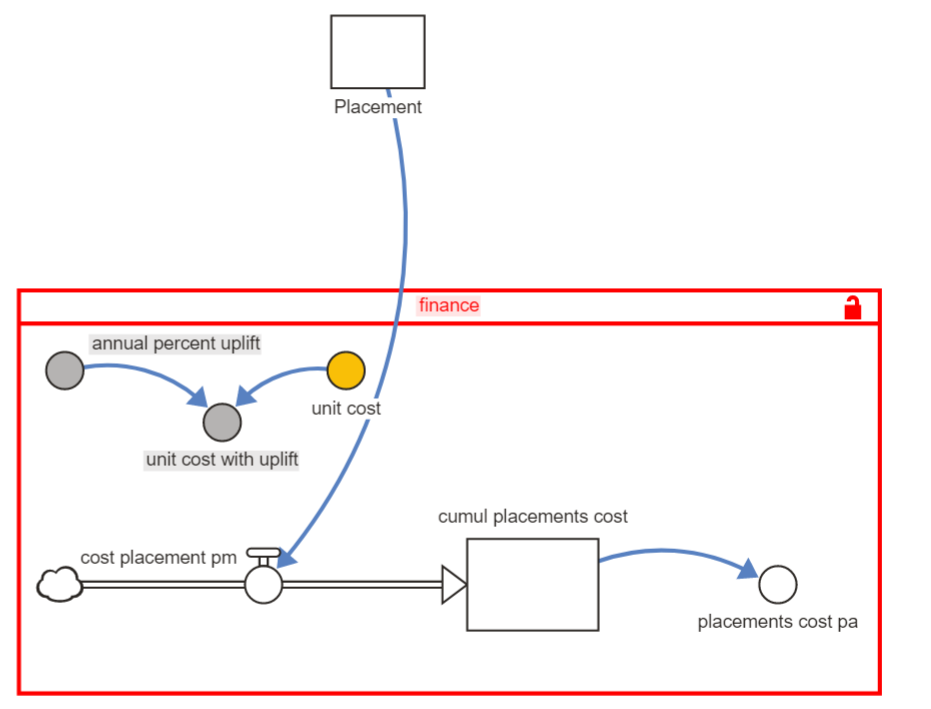 Placement
finance
annual percent uplift
unit cost
unit cost with uplift
cumul placements cost
cost placement pm
placements cost pa